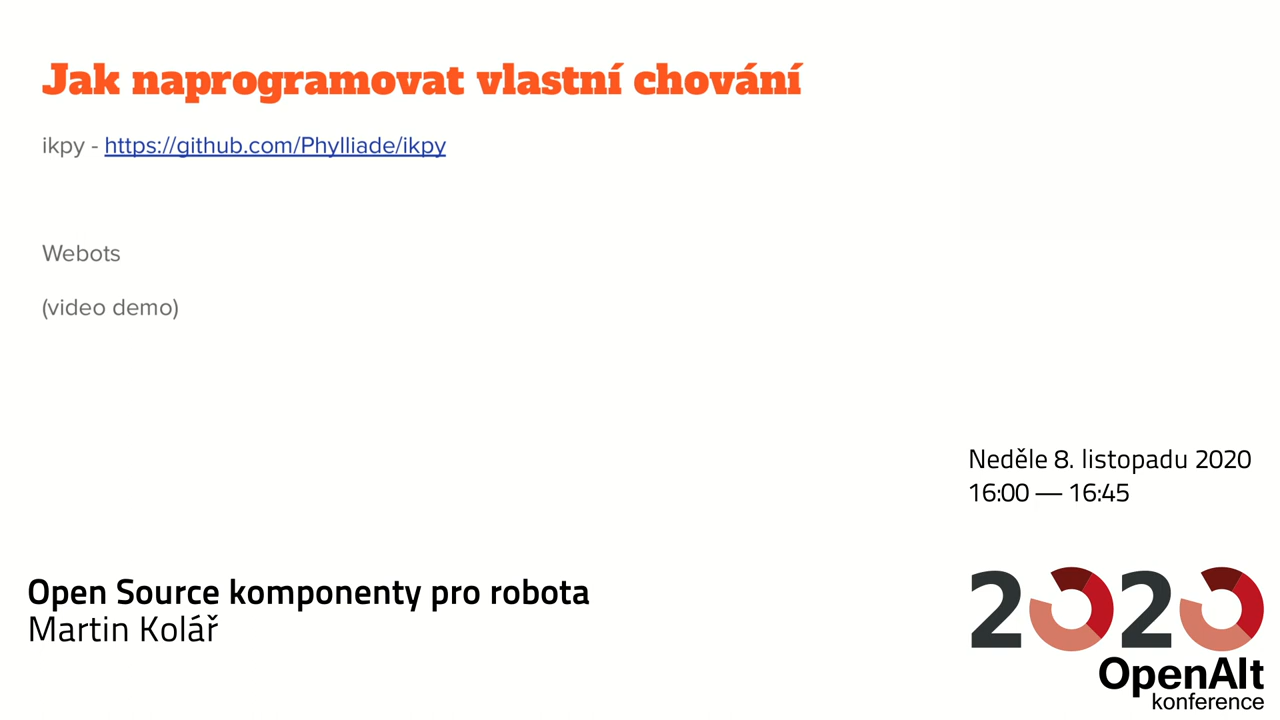 Jak naprogramovat vlastní chování
ikpy - https://github.com/Phylliade/ikpy
Webots
(video demo)
Neděle 8. listopadu 2020
16:00 — 16:45
Open Source komponenty pro robota
Martin Kolář
2020
OpenAlt
konference